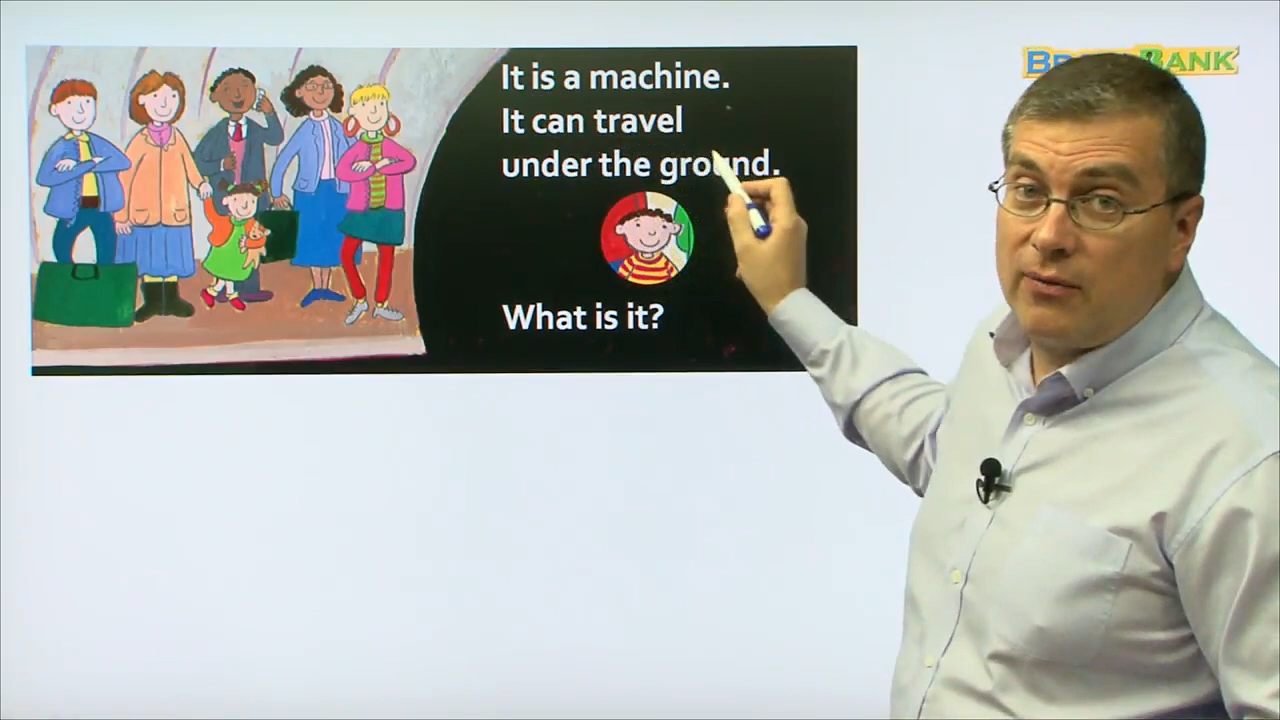 It is a machine.
It can travel
under the ground.
What is it?